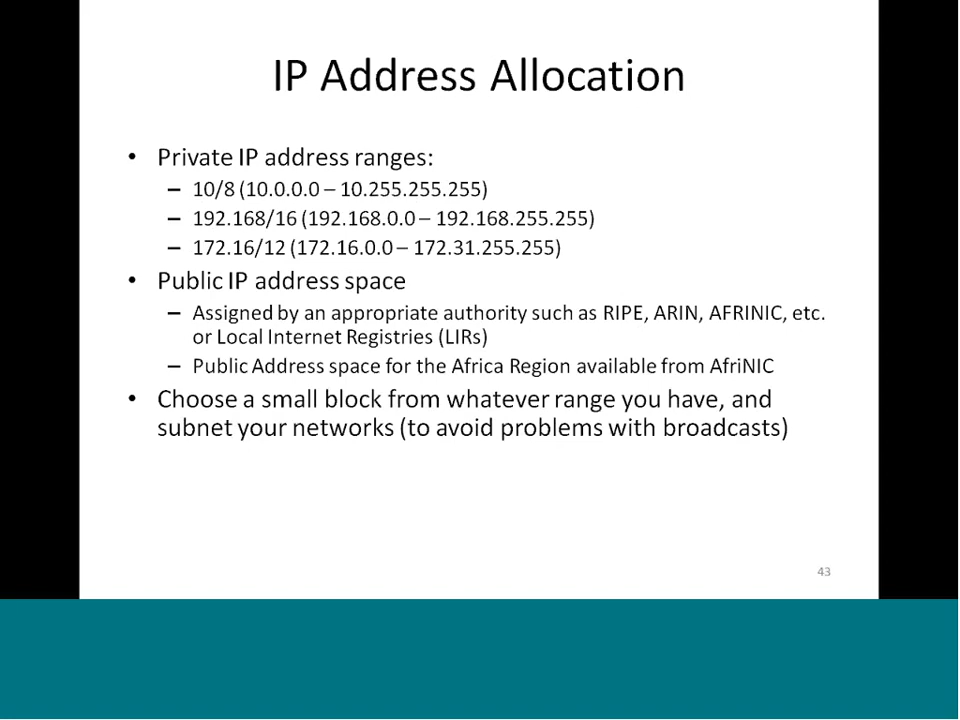 IP Address Allocation
• Private IP address ranges:
– 10/8 (10.0.0.0 – 10.255.255.255)
– 192.168/16 (192.168.0.0 – 192.168.255.255)
– 172.16/12 (172.16.0.0 – 172.31.255.255)
• Public IP address space
– Assigned by an appropriate authority such as RIPE, ARIN, AFRINIC, etc.
or Local Internet Registries (LIRs)
– Public Address space for the Africa Region available from AfriNIC
• Choose a small block from whatever range you have, and
subnet your networks (to avoid problems with broadcasts)
43